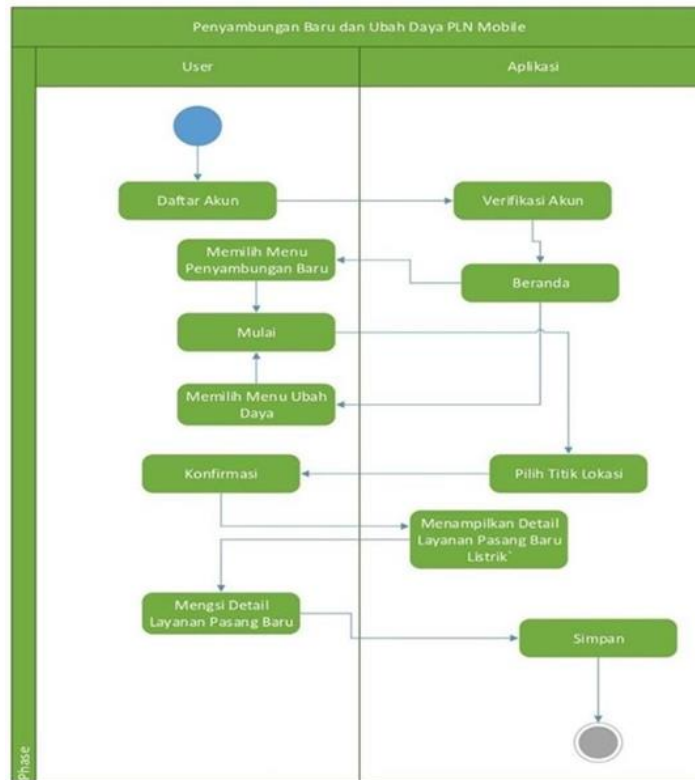 Penyambungan Baru dan Ubah Daya PLN Mobile
User
Aplikasi
Daftar Akun
Verifikasi Akun
Memilih Menu
Penyambungan Baru
Beranda
Mulai
Memilih Menu Ubah
Daya
Konfirmasi
Pilih Titik Lokasi
Menampilkan Detail
Layanan Pasang Baru
Listrik`
Mengsi Detail
Layanan Pasang Baru
Simpan
Phase